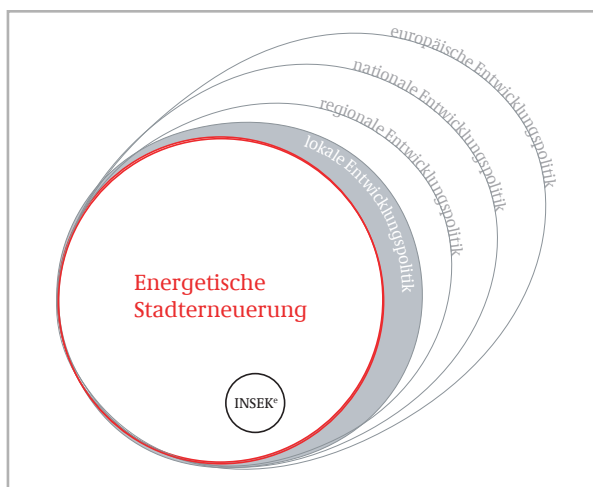 europäische Entwicklungspolitik
nationale Entwicklungspolitik
regionale Entwicklungspolitik
lokale Entwicklungspolitik
Energetische
Stadterneuerung
INSEKᵉ